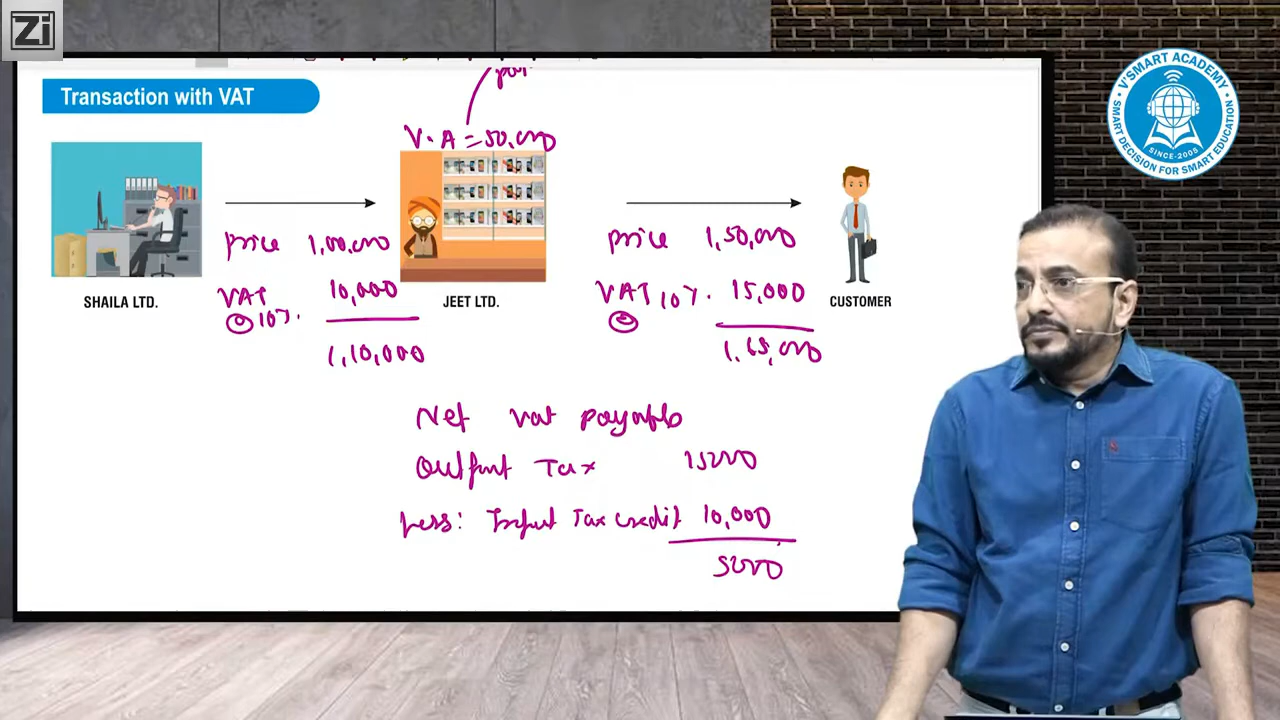 Zi
Transaction with VAT
V'SMART ACADEMY
SMART DECISION FOR SMART EDUCATION
SINCE-2005
V.A = 50,000
price 1,00,000
VAT 10,000
@ 10%.
1,10,000
SHAILA LTD.
JEET LTD.
price 1,50,000
VAT 10%. 15,000
@
1,65,000
CUSTOMER
Net vat payable
Output Tax 15000
Less: Input Tax credit 10,000
5000